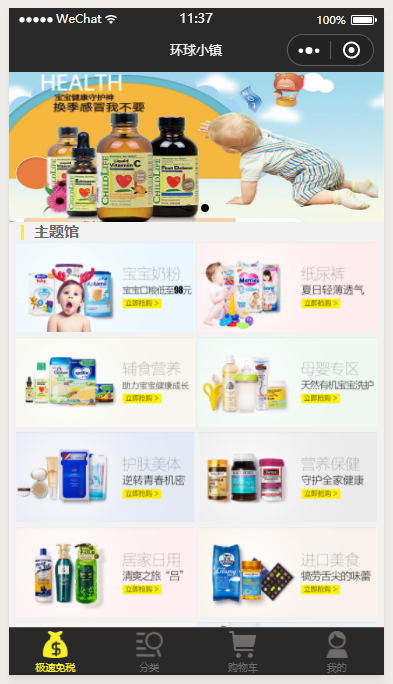 WeChat
11:37
100%
环球小镇
HEALTH
宝宝健康守护神
换季感冒我不要
CHILDLIFE
Liquid
Vitamin C
CHILDLIFE
First Defense
CHILDLIFE
主题馆
宝宝奶粉
宝宝口粮低至98元
立即抢购 >
纸尿裤
夏日轻薄透气
立即抢购 >
Merries
辅食营养
助力宝宝健康成长
立即抢购 >
母婴专区
天然有机宝宝洗护
立即抢购 >
护肤美体
逆转青春机密
立即抢购 >
营养保健
守护全家健康
立即抢购 >
居家日用
清爽之旅“吕”
立即抢购 >
进口美食
犒劳舌尖的味蕾
立即抢购 >
极速免税
分类
购物车
我的